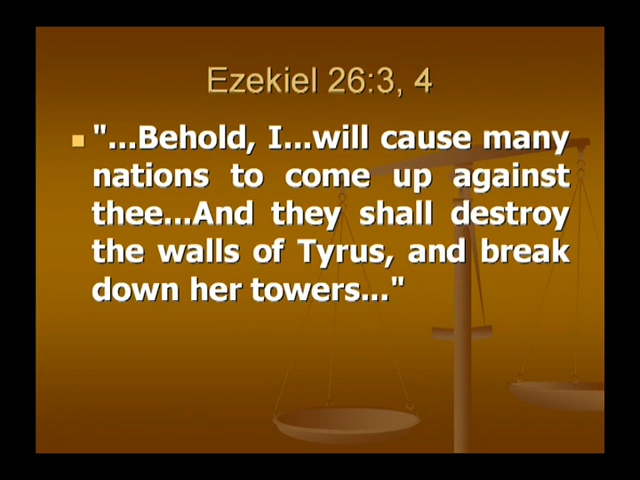 Ezekiel 26:3, 4
"...Behold, I...will cause many
nations to come up against
thee...And they shall destroy
the walls of Tyrus, and break
down her towers..."